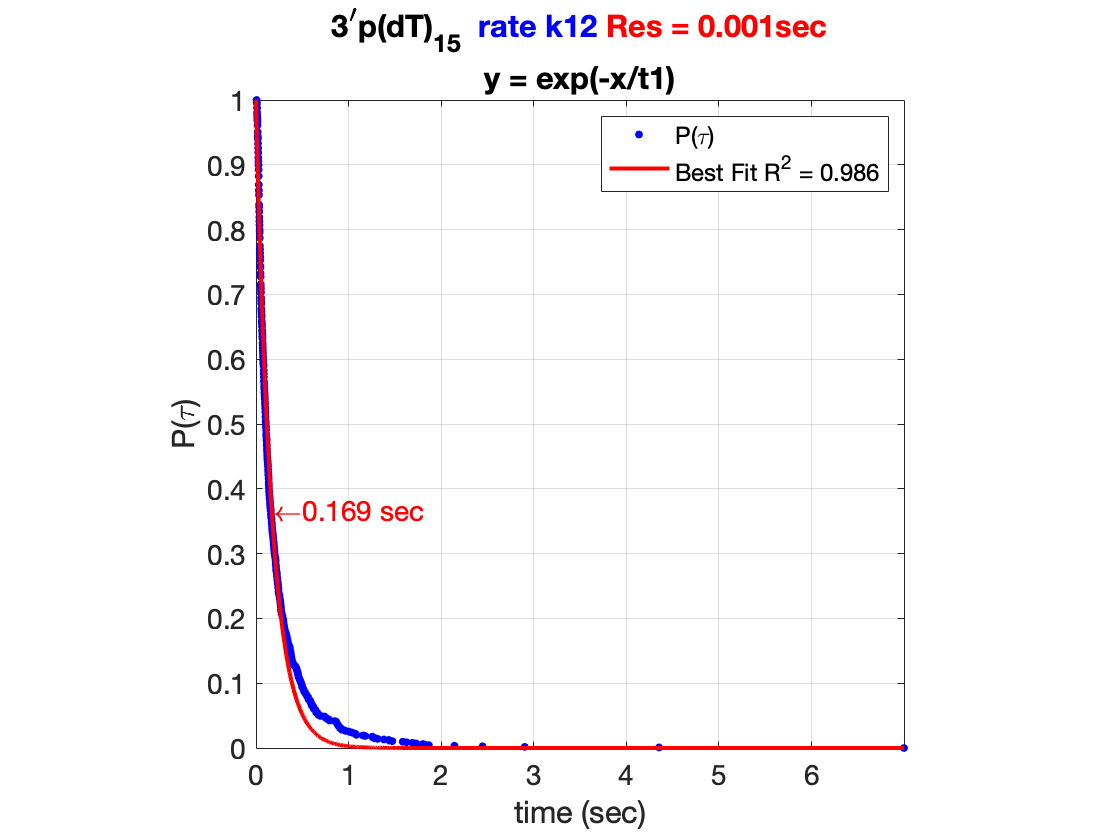 3′p(dT)₁₅ rate k12 Res = 0.001sec
y = exp(-x/t1)
P(τ)
Best Fit R² = 0.986
1
0.9
0.8
0.7
0.6
0.5
0.4
0.3
0.2
0.1
0
P(τ)
←0.169 sec
0 1 2 3 4 5 6
time (sec)